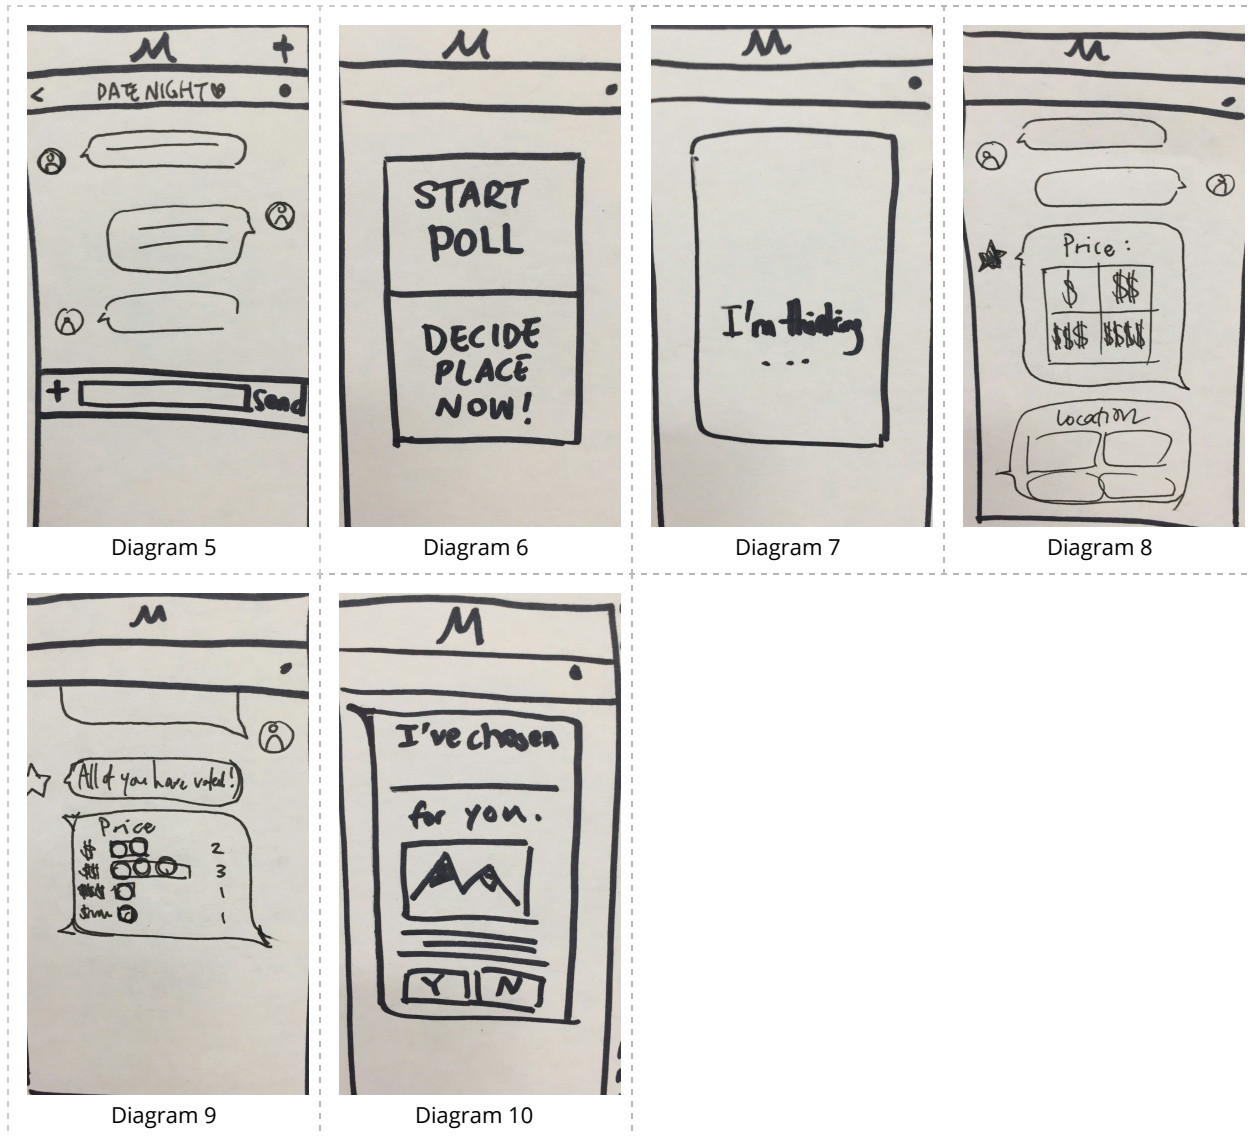 M +
< DATE NIGHT♥
+ Send
Diagram 5
M
START
POLL
DECIDE
PLACE
NOW!
Diagram 6
M
I'm thinking
...
Diagram 7
M
Price:
$ $$
$$$ $$$$
Location
Diagram 8
M
All of you have voted!
Price
$ 2
$$ 3
$$$ 1
1
Diagram 9
M
I've chosen
for you.
Y N
Diagram 10